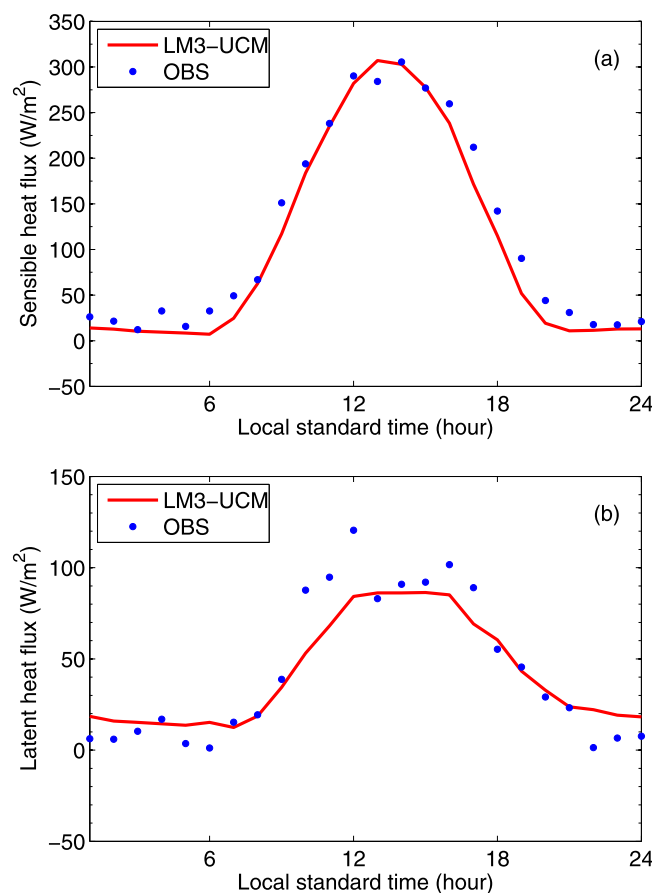 350
300
250
200
150
100
50
0
−50
Sensible heat flux (W/m²)
LM3−UCM
OBS
(a)
6
12
18
24
Local standard time (hour)
150
100
50
0
−50
Latent heat flux (W/m²)
LM3−UCM
OBS
(b)
6
12
18
24
Local standard time (hour)